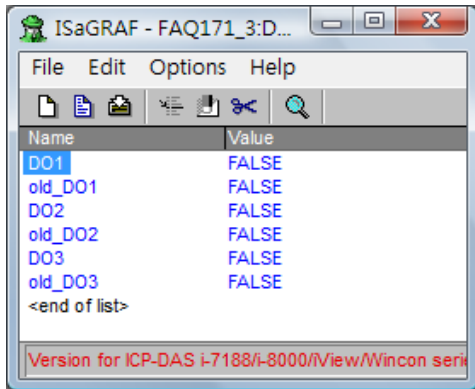 ISaGRAF - FAQ171_3:D...
File Edit Options Help
Name Value
DO1 FALSE
old_DO1 FALSE
DO2 FALSE
old_DO2 FALSE
DO3 FALSE
old_DO3 FALSE
<end of list>
Version for ICP-DAS i-7188/i-8000/iView/Wincon serie